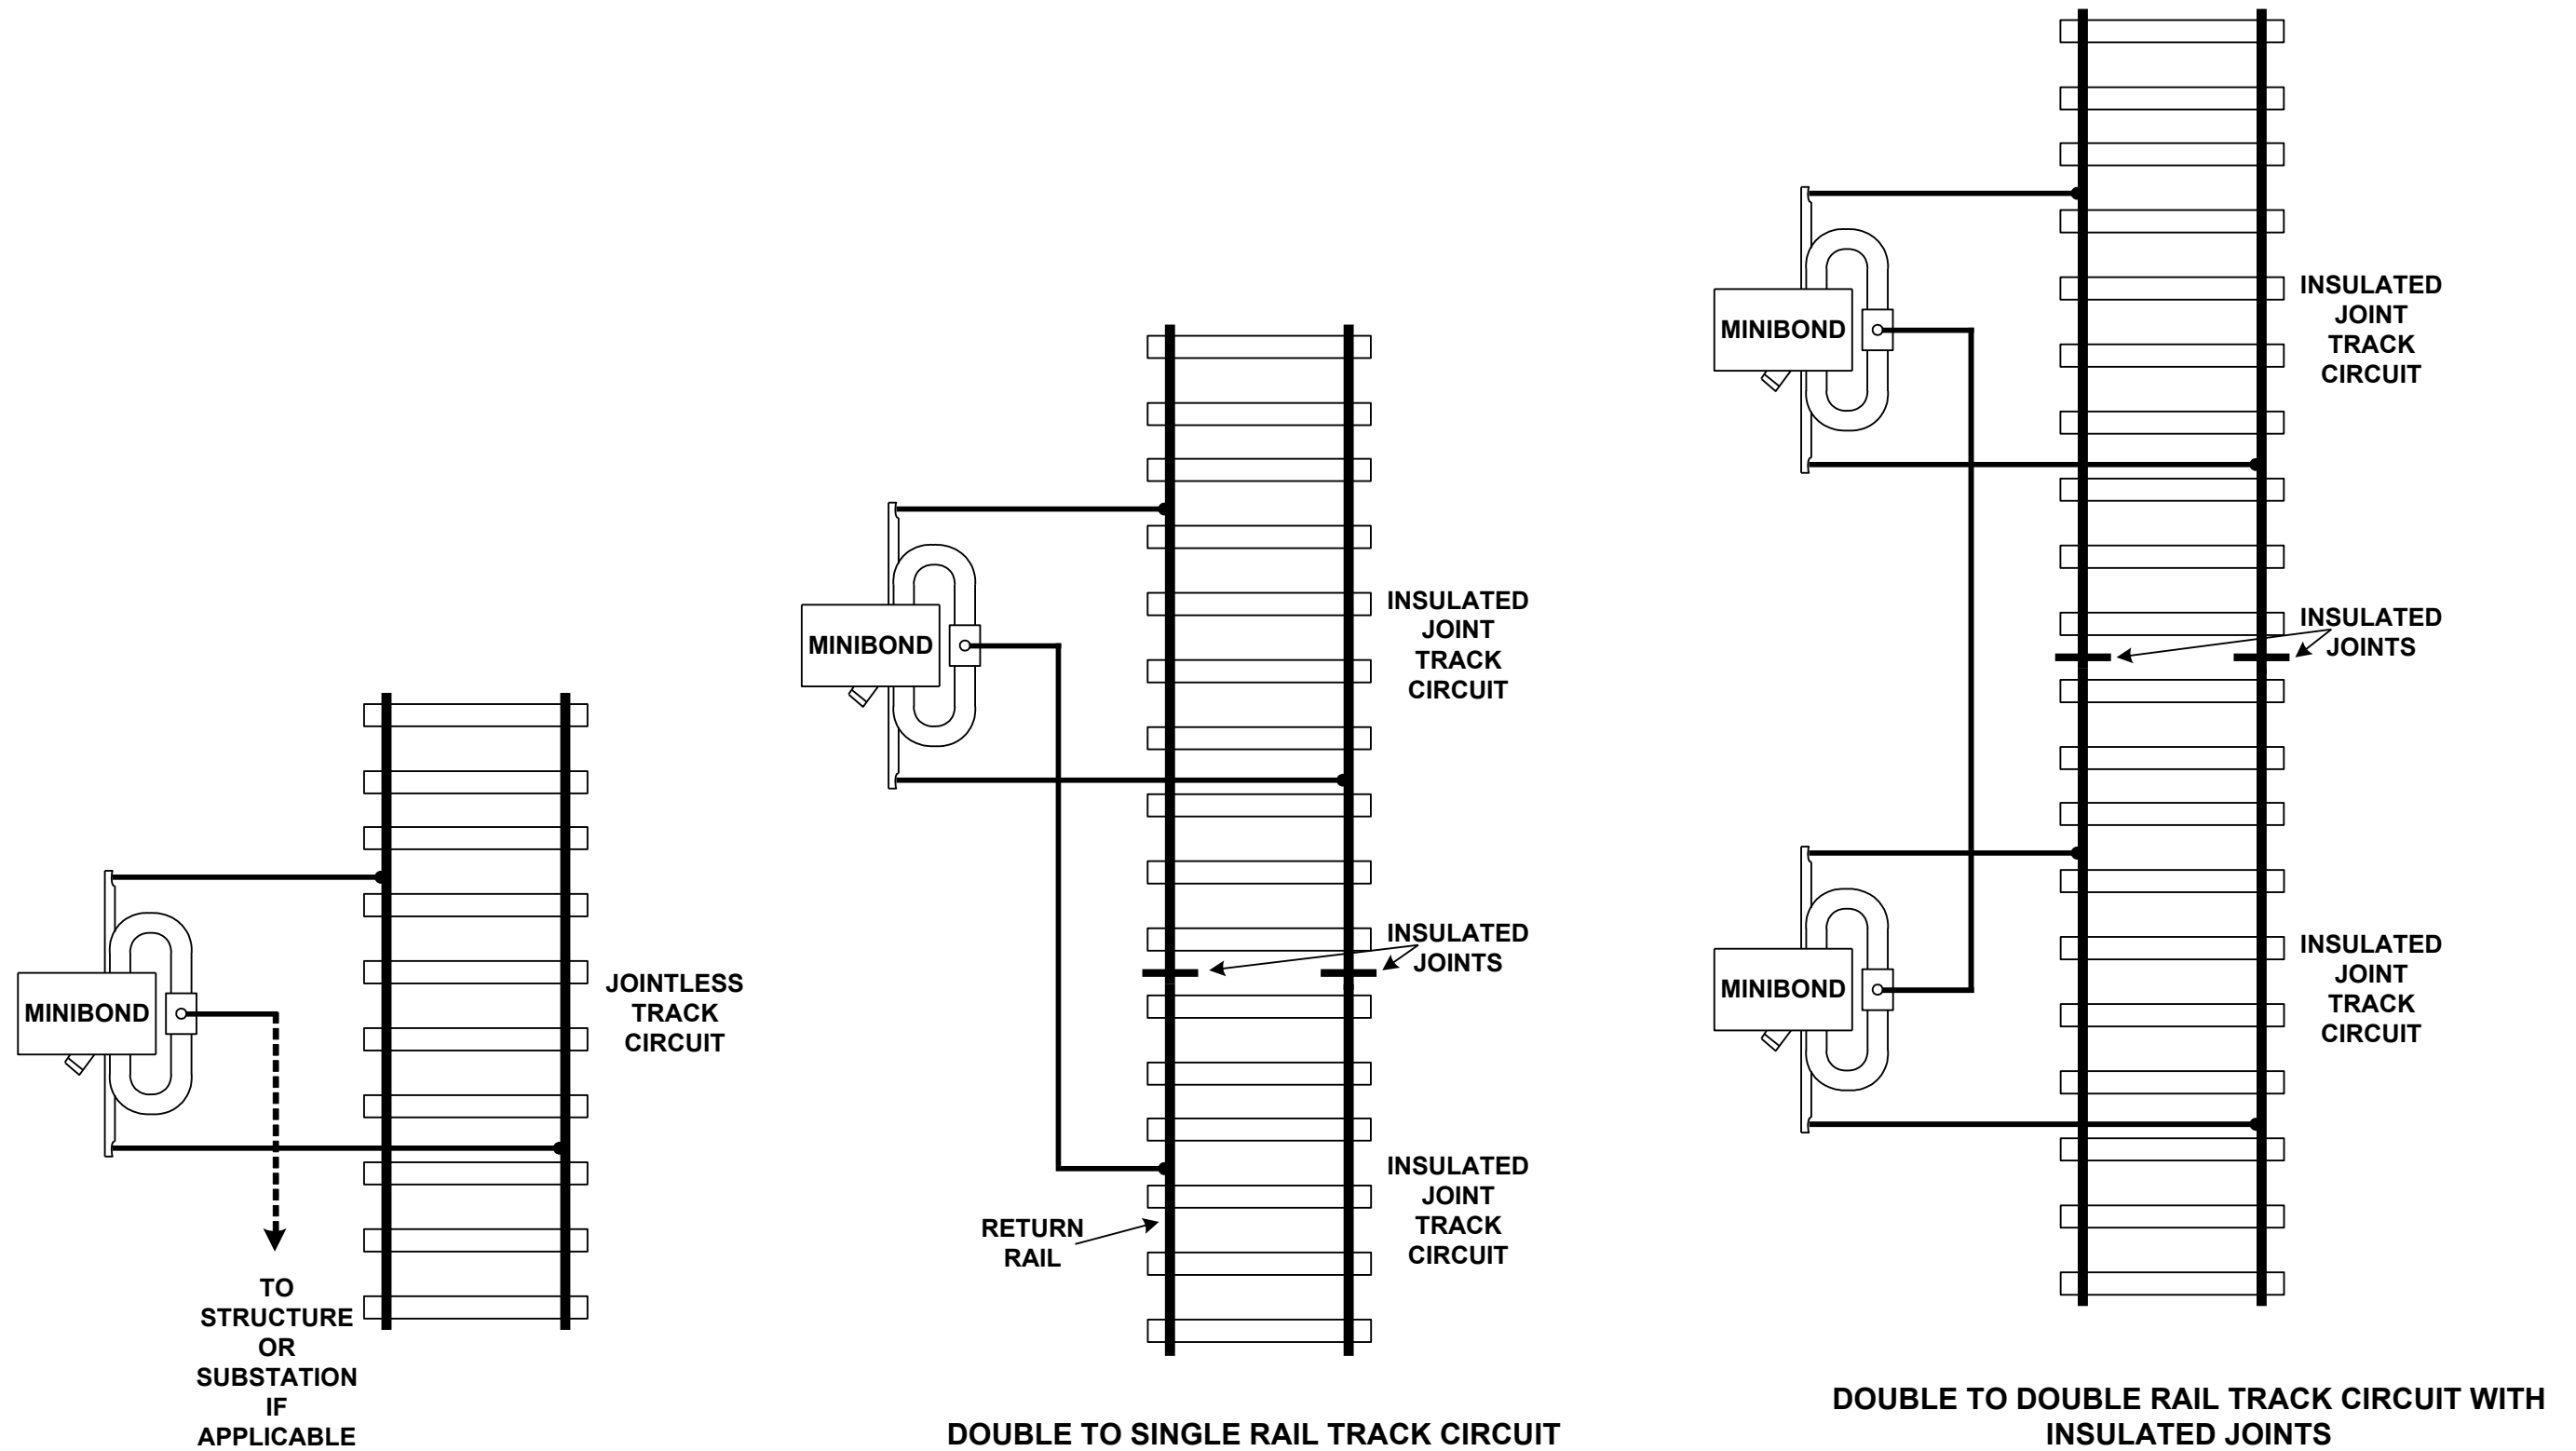 MINIBOND
JOINTLESS
TRACK
CIRCUIT
TO
STRUCTURE
OR
SUBSTATION
IF
APPLICABLE
MINIBOND
INSULATED
JOINT
TRACK
CIRCUIT
INSULATED
JOINTS
INSULATED
JOINT
TRACK
CIRCUIT
RETURN
RAIL
DOUBLE TO SINGLE RAIL TRACK CIRCUIT
MINIBOND
INSULATED
JOINT
TRACK
CIRCUIT
INSULATED
JOINTS
MINIBOND
INSULATED
JOINT
TRACK
CIRCUIT
DOUBLE TO DOUBLE RAIL TRACK CIRCUIT WITH
INSULATED JOINTS